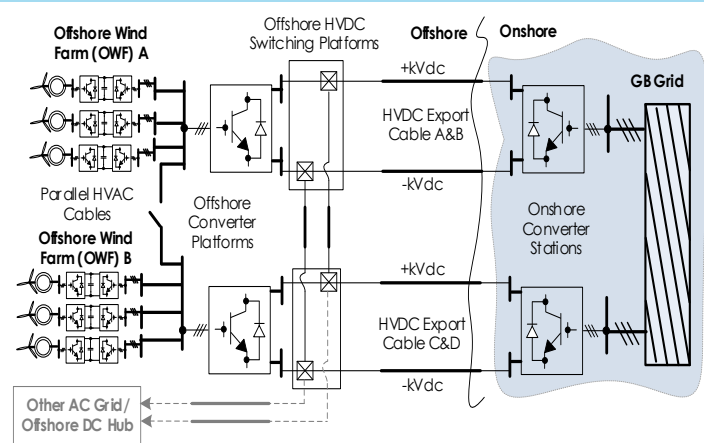 Offshore Wind
Farm (OWF) A
Offshore HVDC
Switching Platforms
Offshore
Onshore
+kVdc
GB Grid
HVDC Export
Cable A&B
-kVdc
Parallel HVAC
Cables
Offshore
Converter
Platforms
Onshore
Converter
Stations
Offshore Wind
Farm (OWF) B
+kVdc
HVDC Export
Cable C&D
-kVdc
Other AC Grid/
Offshore DC Hub